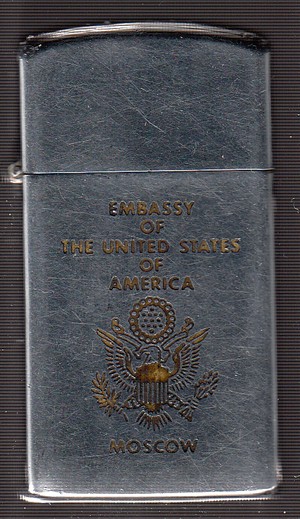 EMBASSY
OF
THE UNITED STATES
OF
AMERICA
MOSCOW